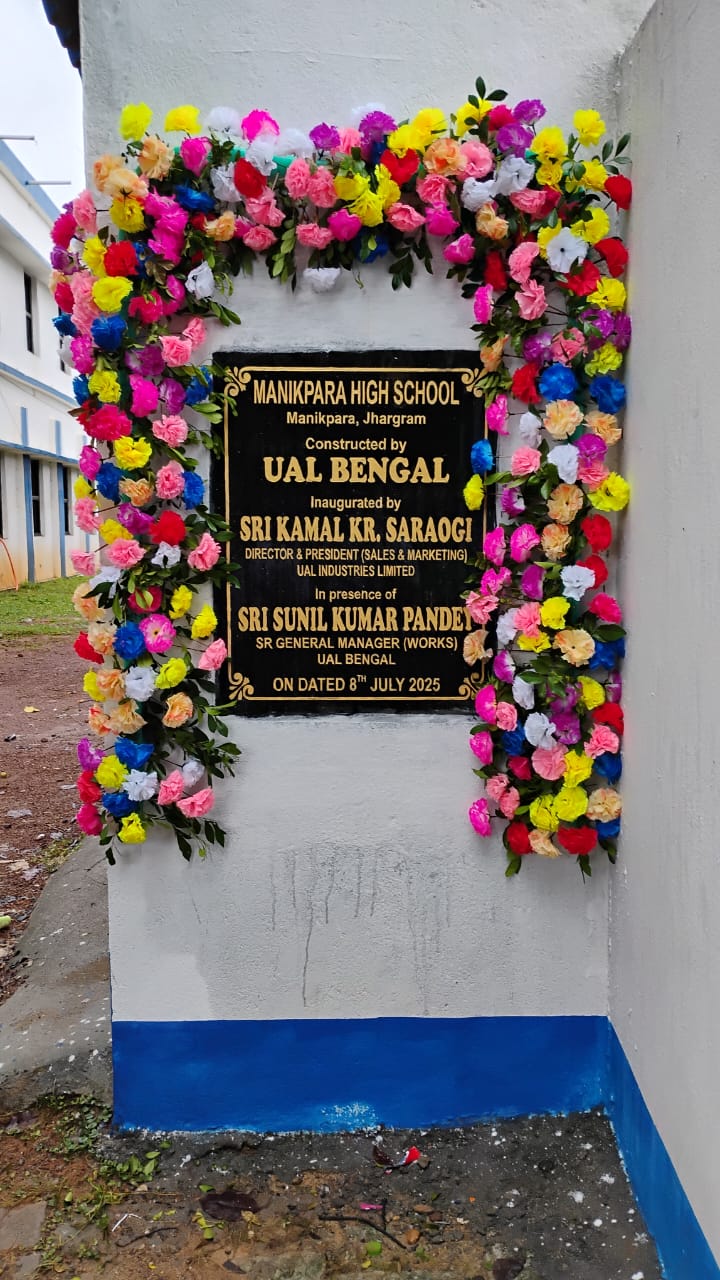 MANIKPARA HIGH SCHOOL
Manikpara, Jhargram
Constructed by
UAL BENGAL
Inaugurated by
SRI KAMAL KR. SARAOGI
DIRECTOR & PRESIDENT (SALES & MARKETING)
UAL INDUSTRIES LIMITED
In presence of
SRI SUNIL KUMAR PANDEY
SR GENERAL MANAGER (WORKS)
UAL BENGAL
ON DATED 8TH JULY 2025